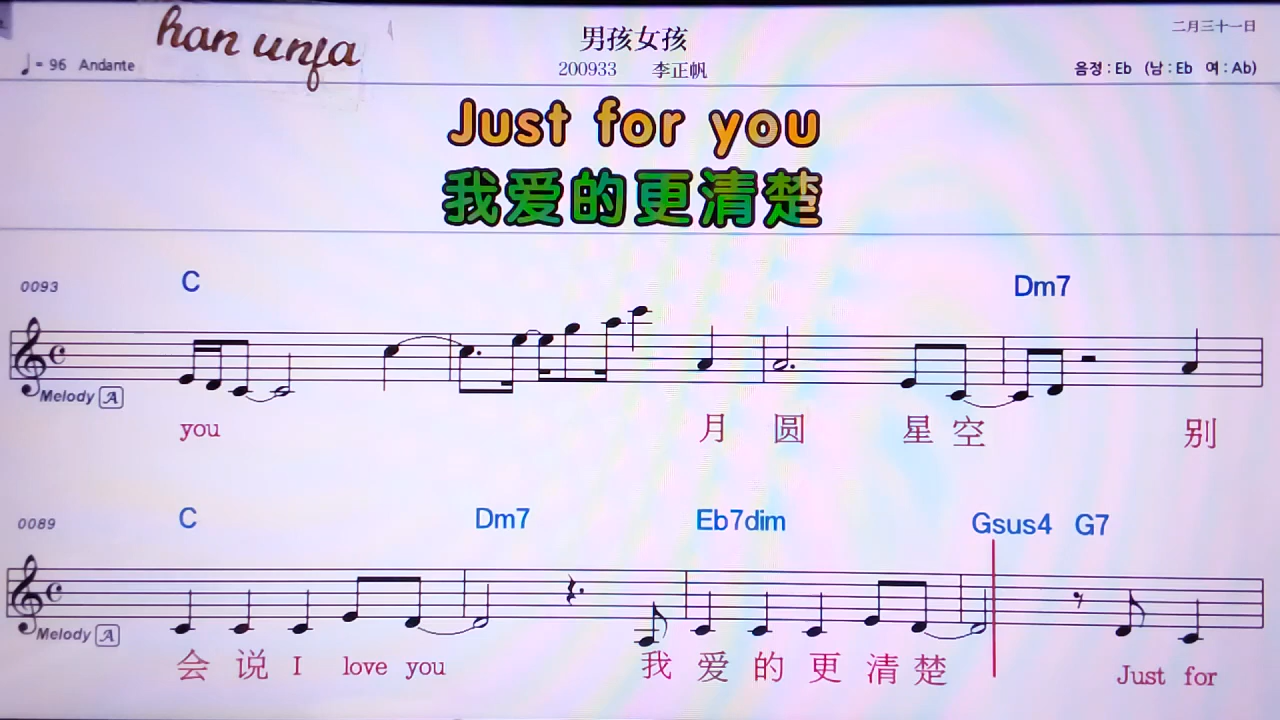 han unfa
男孩女孩
二月三十一日
♩= 96 Andante
200933 李正帆
음정 : Eb (남 : Eb 여 : Ab)
Just for you
我爱的更清楚
0093 C Dm7
Melody A
you 月 圆 星 空 别
0089 C Dm7 Eb7dim Gsus4 G7
Melody A
会 说 I love you 我 爱 的 更 清 楚 Just for